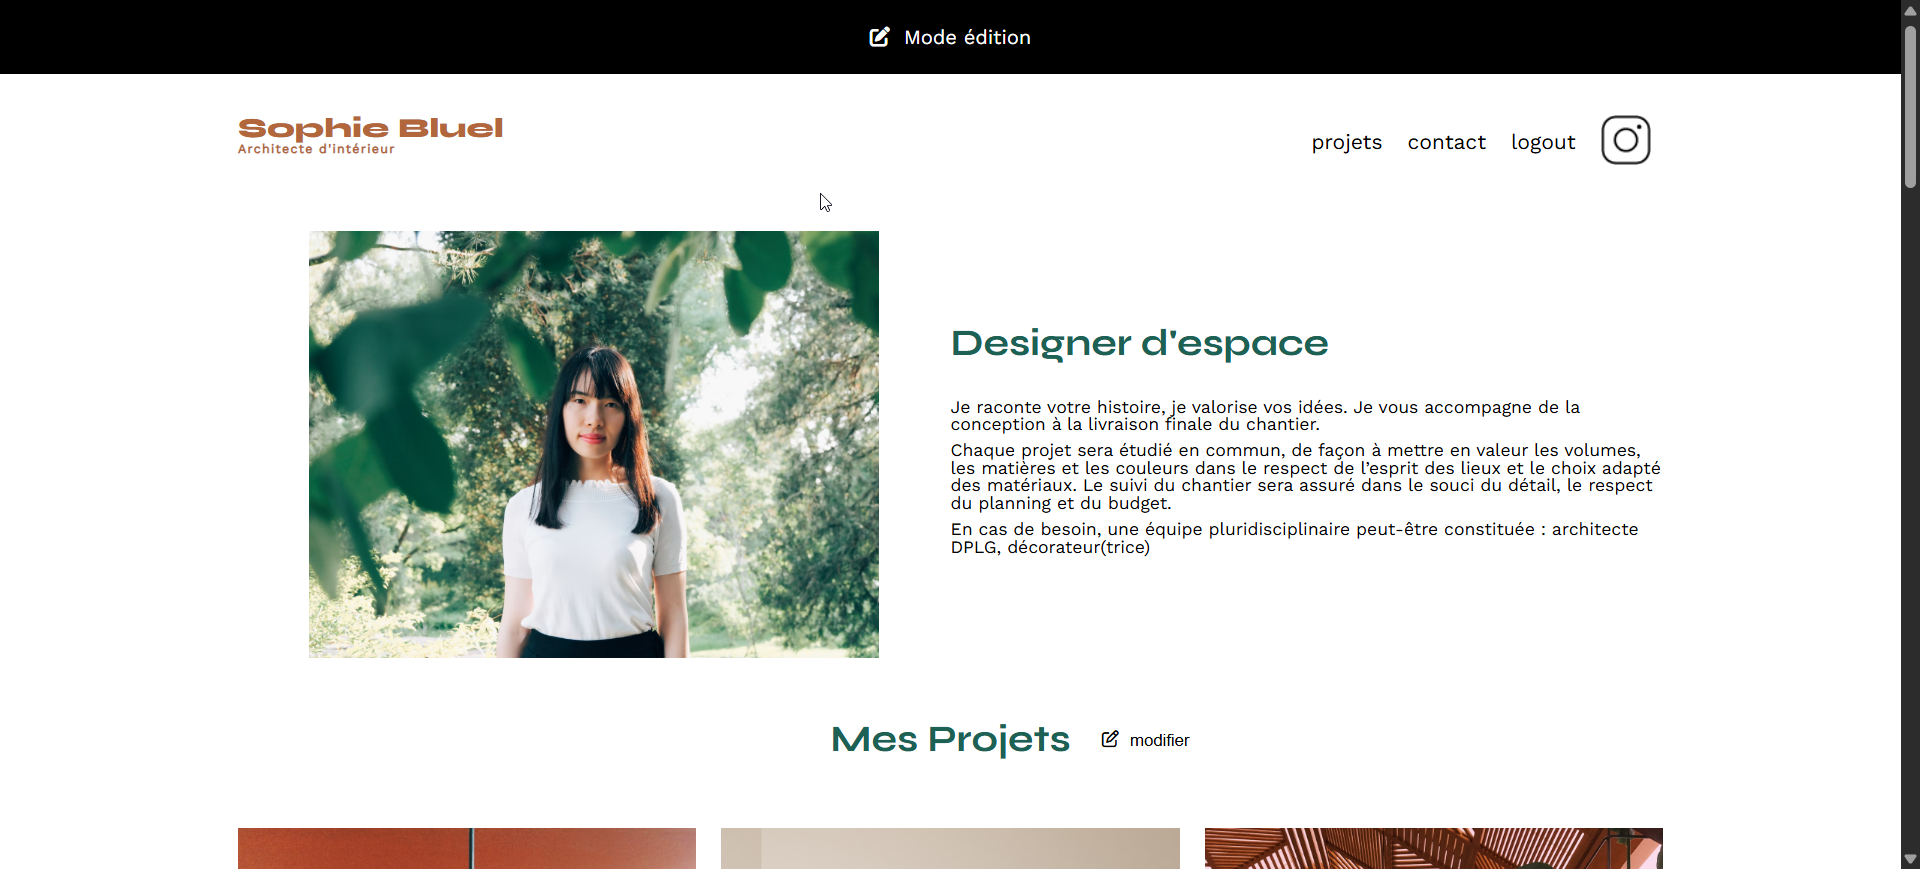 Mode édition
Sophie Bluel
Architecte d'intérieur
projets contact logout
Designer d'espace
Je raconte votre histoire, je valorise vos idées. Je vous accompagne de la
conception à la livraison finale du chantier.
Chaque projet sera étudié en commun, de façon à mettre en valeur les volumes,
les matières et les couleurs dans le respect de l’esprit des lieux et le choix adapté
des matériaux. Le suivi du chantier sera assuré dans le souci du détail, le respect
du planning et du budget.
En cas de besoin, une équipe pluridisciplinaire peut-être constituée : architecte
DPLG, décorateur(trice)
Mes Projets modifier